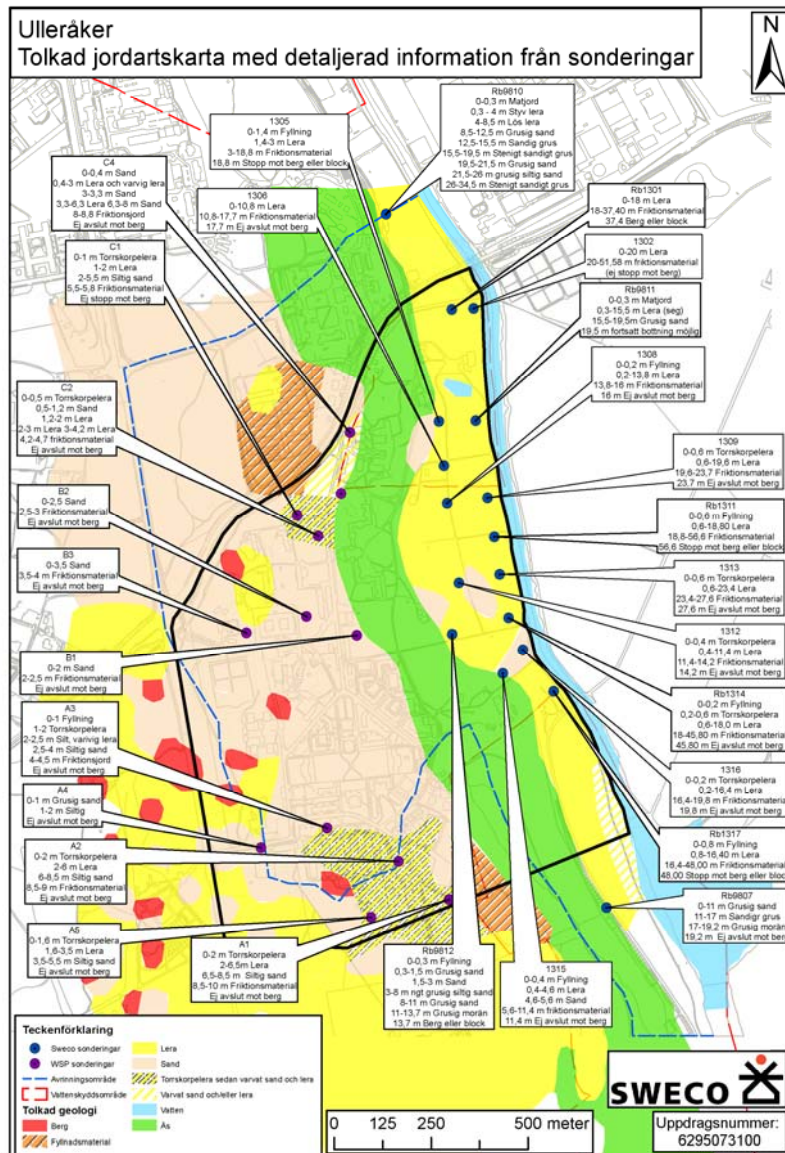 Ulleråker
Tolkad jordartskarta med detaljerad information från sonderingar
N
Rb9810
0-0,3 m Matjord
0,3 - 4 m Styv lera
4-8,5 m Lös lera
8,5-12,5 m Grusig sand
12,5-15,5 m Sandig grus
15,5-19,5 m Stenigt sandigt grus
19,5-21,5 m Grusig sand
21,5-26 m grusig siltig sand
26-34,5 m Stenigt sandigt grus
1305
0-1,4 m Fyllning
1,4-3 m Lera
3-18,8 m Friktionsmaterial
18,8 m Stopp mot berg eller block
C4
0-0,4 m Sand
0,4-3 m Lera och varvig lera
3-3,3 m Sand
3,3-6,3 Lera 6,3-8 m Sand
8-8,8 Friktionsjord
Ej avslut mot berg
1306
0-10,8 m Lera
10,8-17,7 m Friktionsmaterial
17,7 m Ej avslut mot berg
Rb1301
0-18 m Lera
18-37,40 m Friktionsmaterial
37,4 Berg eller block
1302
0-20 m Lera
20-51,58 m friktionsmaterial
(ej stopp mot berg)
C1
0-1 m Torrskorpelera
1-2 m Lera
2-5,5 m Siltig sand
5,5-5,8 Friktionsmaterial
Ej stopp mot berg
Rb9811
0-0,3 m Matjord
0,3-15,5 m Lera (seg)
15,5-19,5m Grusig sand
19,5 m fortsatt bottning möjlig
1308
0-0,2 m Fyllning
0,2-13,8 m Lera
13,8-16 m Friktionsmaterial
16 m Ej avslut mot berg
C2
0-0,5 m Torrskorpelera
0,5-1,2 m Sand
1,2-2 m Lera
2-3 m Lera 3-4,2 m Lera
4,2-4,7 friktionsmaterial
Ej avslut mot berg
1309
0-0,6 m Torrskorpelera
0,6-19,6 m Lera
19,6-23,7 Friktionsmaterial
23,7 m Ej avslut mot berg
B2
0-2,5 Sand
2,5-3 Friktionsmaterial
Ej avslut mot berg
Rb1311
0-0,6 m Fyllning
0,6-18,80 Lera
18,8-56,6 Friktionsmaterial
56,6 Stopp mot berg eller block
B3
0-3,5 Sand
3,5-4 m Friktionsmaterial
Ej avslut mot berg
1313
0-0,6 m Torrskorpelera
0,6-23,4 Lera
23,4-27,6 Friktionsmaterial
27,6 m Ej avslut mot berg
1312
0-0,4 m Torrskorpelera
0,4-11,4 m Lera
11,4-14,2 Friktionsmaterial
14,2 m Ej avslut mot berg
B1
0-2 m Sand
2-2,5 m Friktionsmaterial
Ej avslut mot berg
Rb1314
0-0,2 m Fyllning
0,2-0,6 m Torrskorpelera
0,6-18,0 m Lera
18-45,80 m Friktionsmaterial
45,80 m Ej avslut mot berg
A3
0-1 Fyllning
1-2 Torrskorpelera
2-2,5 m Silt, varivig lera
2,5-4 m Siltig sand
4-4,5 m Friktionsjord
Ej avslut mot berg
1316
0-0,2 m Torrskorpelera
0,2-16,4 m Lera
16,4-19,8 m Friktionsmaterial
19,8 m Ej avslut mot berg
A4
0-1 m Grusig sand
1-2 m Siltig
Ej avslut mot berg
Rb1317
0-0,8 m Fyllning
0,8-16,40 m Lera
16,4-48,00 m Friktionsmaterial
48,00 Stopp mot berg eller block
A2
0-2 m Torrskorpelera
2-6 m Lera
6-8,5 m Siltig sand
8,5-9 m Friktionsmaterial
Ej avslut mot berg
Rb9807
0-11 m Grusig sand
11-17 m Sandigr grus
17-19,2 m Grusig morän
19,2 m Ej avslut mot berg
A5
0-1,6 m Torrskorpelera
1,6-3,5 m Lera
3,5-5,5 m Siltig sand
Ej avslut mot berg
A1
0-2 m Torrskorpelera
2-6,5m Lera
6,5-8,5 m Siltig sand
8,5-10 m Friktionsmaterial
Ej avslut mot berg
Rb9812
0-0,3 m Fyllning
0,3-1,5 m Grusig sand
1,5-3 m Sand
3-8 m ngt grusig siltig sand
8-11 m Grusig sand
11-13,7 m Grusig morän
13,7 m Berg eller block
1315
0-0,4 m Fyllning
0,4-4,6 m Lera
4,6-5,6 m Sand
5,6-11,4 m friktionsmaterial
11,4 m Ej avslut mot berg
Teckenförklaring
Sweco sonderingar
WSP sonderingar
Avrinningsområde
Vattenskyddsområde
Tolkad geologi
Berg
Fyllnadsmaterial
Lera
Sand
Torrskorpelera sedan varvat sand och lera
Varvat sand och/eller lera
Vatten
Ås
0 125 250 500 meter
SWECO
Uppdragsnummer:
6295073100